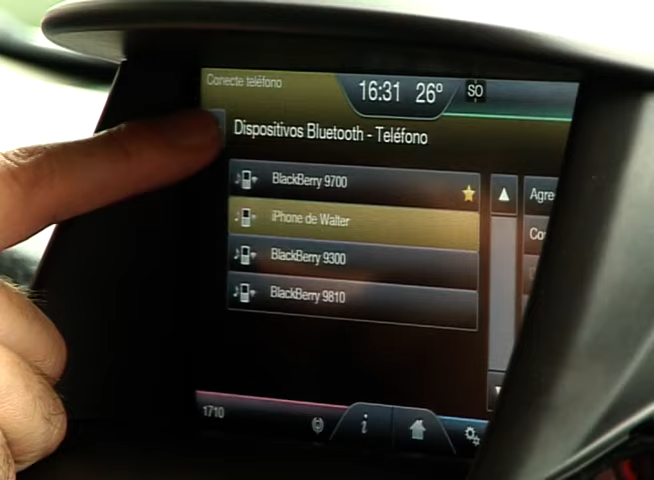 Conecte teléfono
16:31 26° SO
Dispositivos Bluetooth - Teléfono
BlackBerry 9700
iPhone de Walter
BlackBerry 9300
BlackBerry 9810
Agre
Co
1710
i